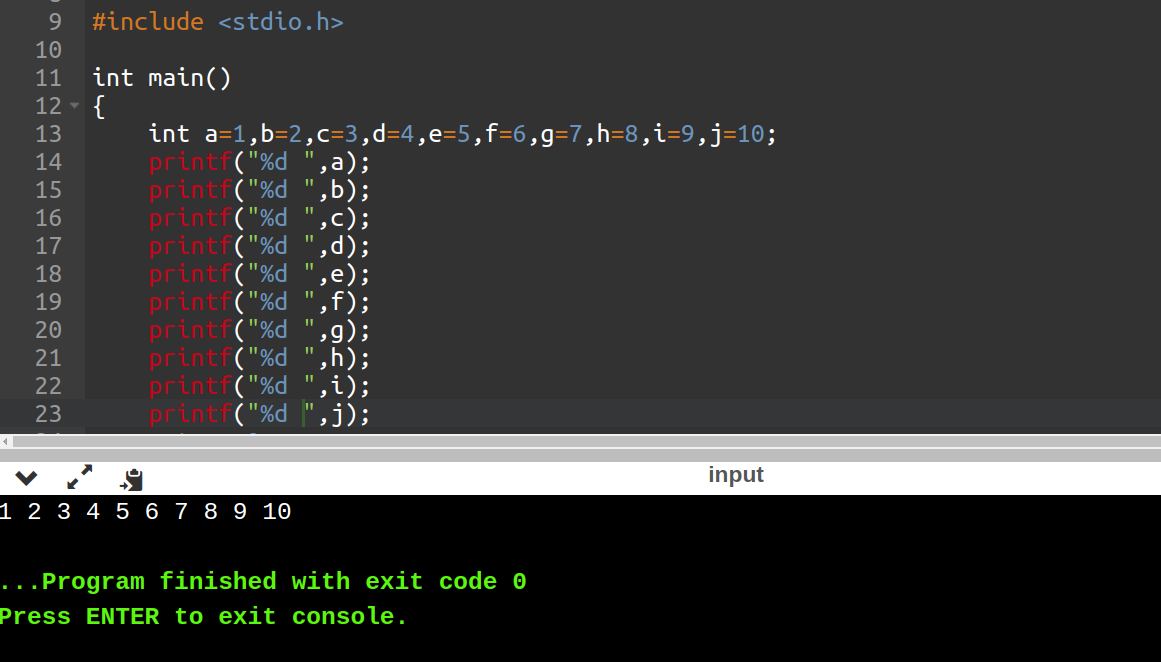 9 #include <stdio.h>
10
11 int main()
12 {
13 int a=1,b=2,c=3,d=4,e=5,f=6,g=7,h=8,i=9,j=10;
14 printf("%d ",a);
15 printf("%d ",b);
16 printf("%d ",c);
17 printf("%d ",d);
18 printf("%d ",e);
19 printf("%d ",f);
20 printf("%d ",g);
21 printf("%d ",h);
22 printf("%d ",i);
23 printf("%d ",j);
input
1 2 3 4 5 6 7 8 9 10
...Program finished with exit code 0
Press ENTER to exit console.